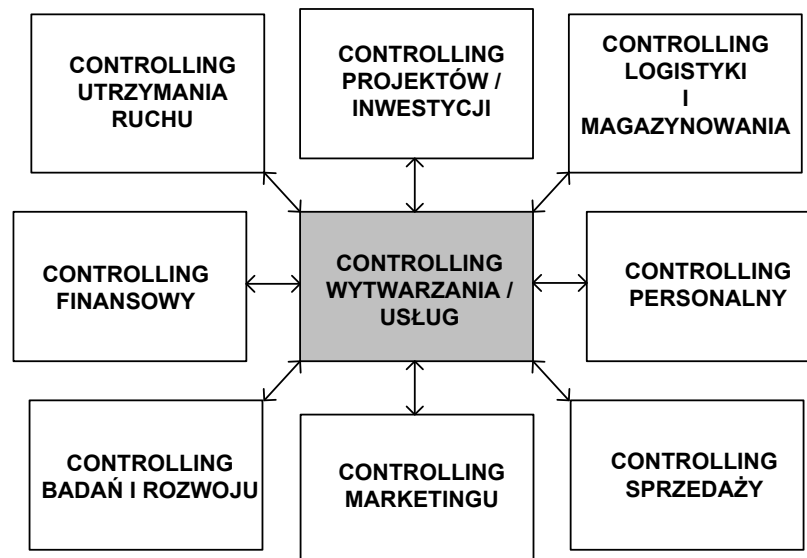 CONTROLLING
UTRZYMANIA
RUCHU
CONTROLLING
PROJEKTÓW /
INWESTYCJI
CONTROLLING
LOGISTYKI
I
MAGAZYNOWANIA
CONTROLLING
FINANSOWY
CONTROLLING
WYTWARZANIA /
USŁUG
CONTROLLING
PERSONALNY
CONTROLLING
BADAŃ I ROZWOJU
CONTROLLING
MARKETINGU
CONTROLLING
SPRZEDAŻY